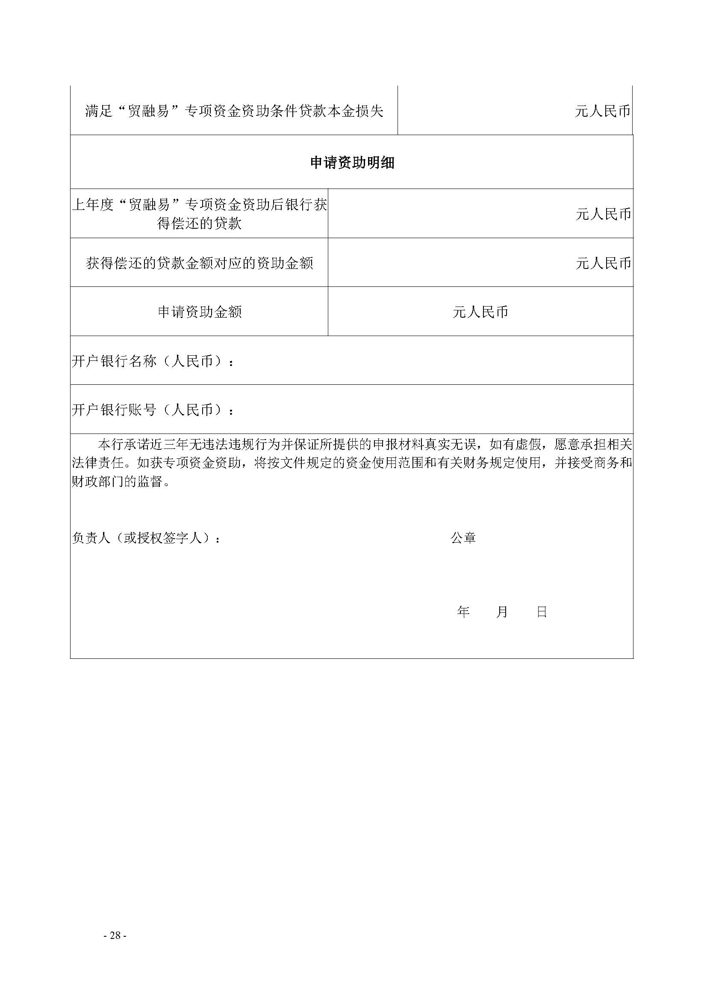 满足“贸融易”专项资金资助条件贷款本金损失 元人民币
申请资助明细
上年度“贸融易”专项资金资助后银行获
得偿还的贷款 元人民币
获得偿还的贷款金额对应的资助金额 元人民币
申请资助金额 元人民币
开户银行名称（人民币）：
开户银行账号（人民币）：
本行承诺近三年无违法违规行为并保证所提供的申报材料真实无误，如有虚假，愿意承担相关
法律责任。如获专项资金资助，将按文件规定的资金使用范围和有关财务规定使用，并接受商务和
财政部门的监督。
负责人（或授权签字人）： 公章
年 月 日
- 28 -